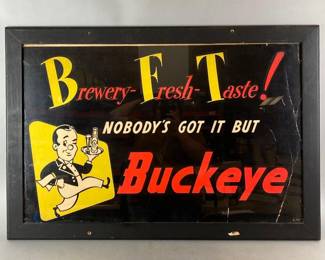 Brewery-Fresh-Taste!
NOBODY'S GOT IT BUT
Buckeye